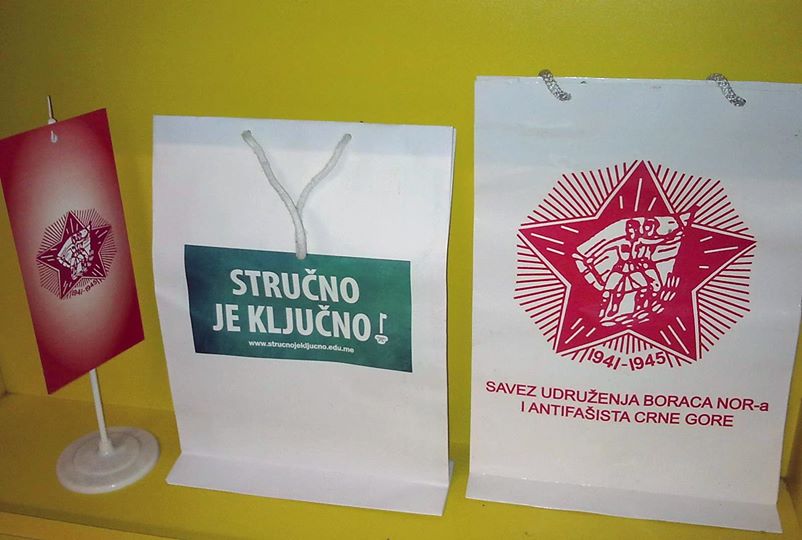 1941-1945
STRUČNO
JE KLJUČNO!
www.strucnojekljucno.edu.me
1941-1945
SAVEZ UDRUŽENJA BORACA NOR-a
I ANTIFAŠISTA CRNE GORE